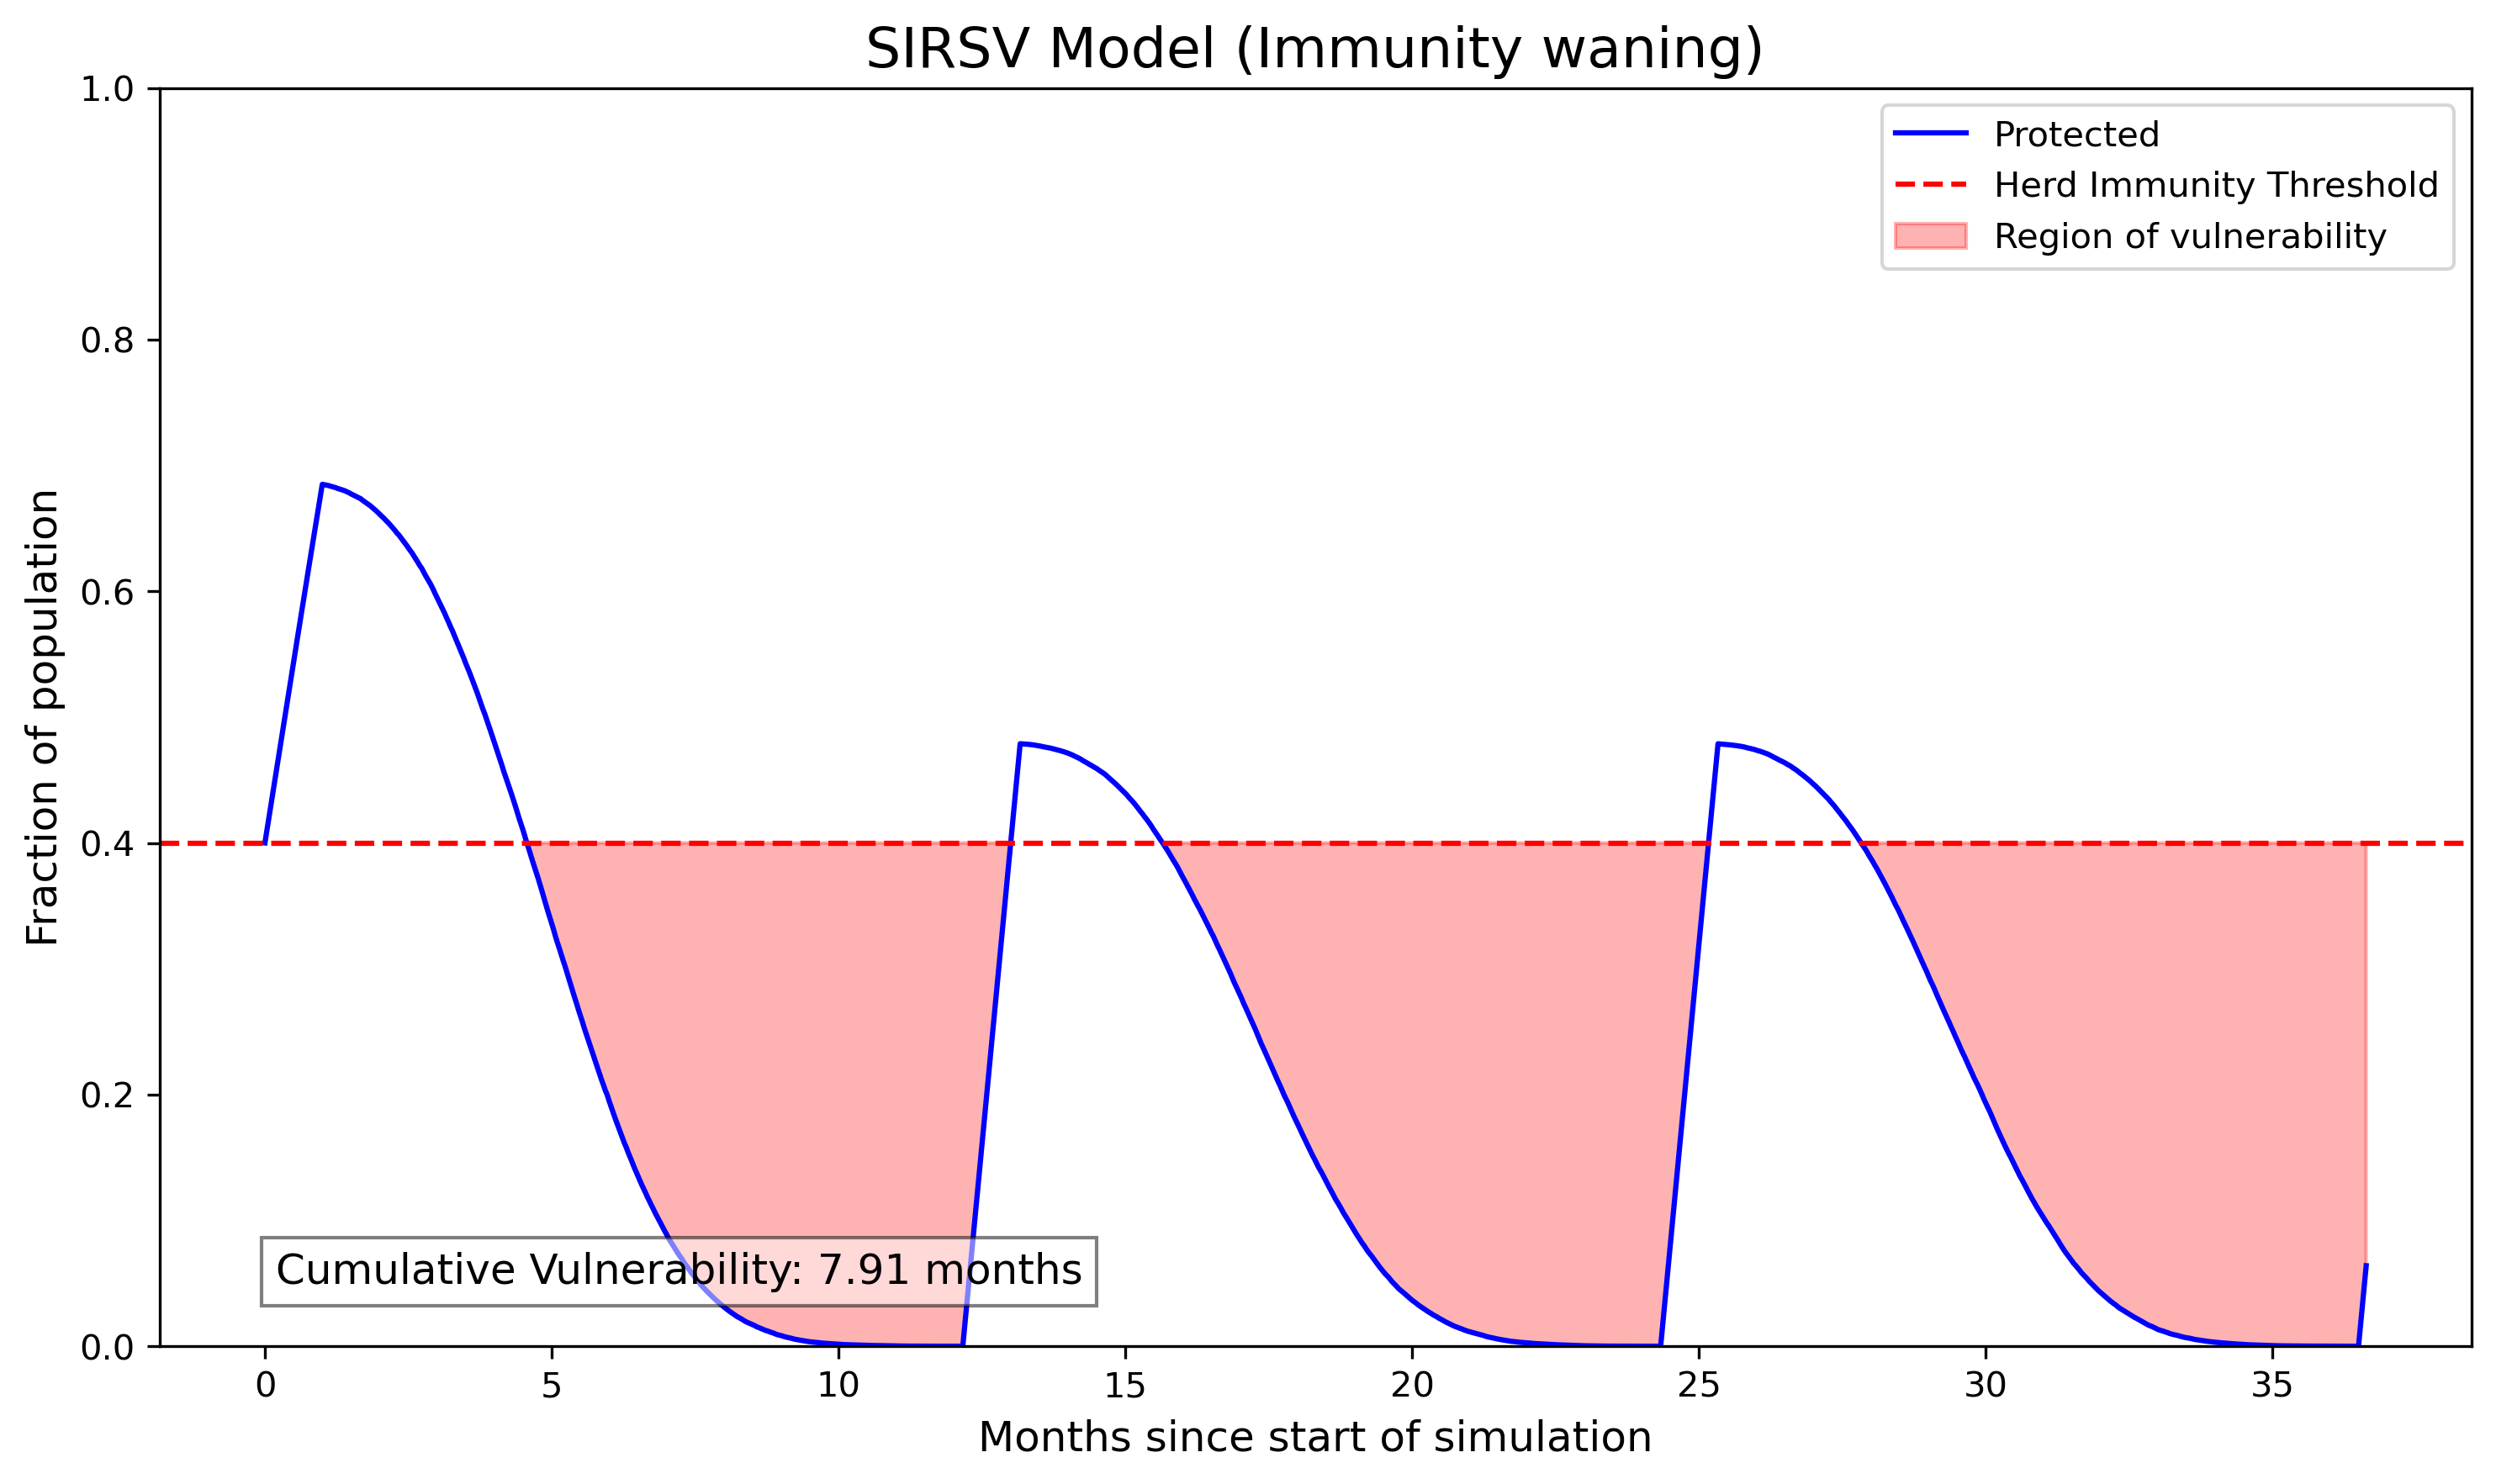 SIRSV Model (Immunity waning)
1.0
0.8
0.6
0.4
0.2
0.0
Fraction of population
Protected
Herd Immunity Threshold
Region of vulnerability
Cumulative Vulnerability: 7.91 months
0 5 10 15 20 25 30 35
Months since start of simulation